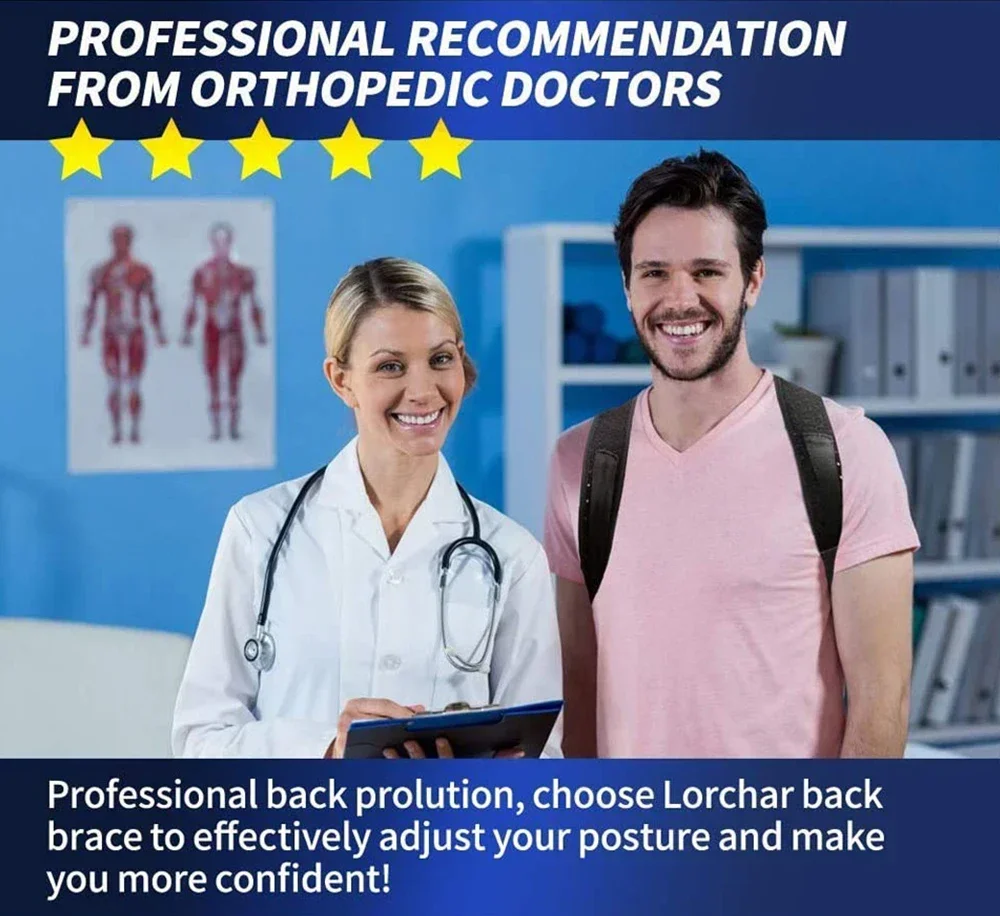 PROFESSIONAL RECOMMENDATION
FROM ORTHOPEDIC DOCTORS
Professional back prolution, choose Lorchar back
brace to effectively adjust your posture and make
you more confident!